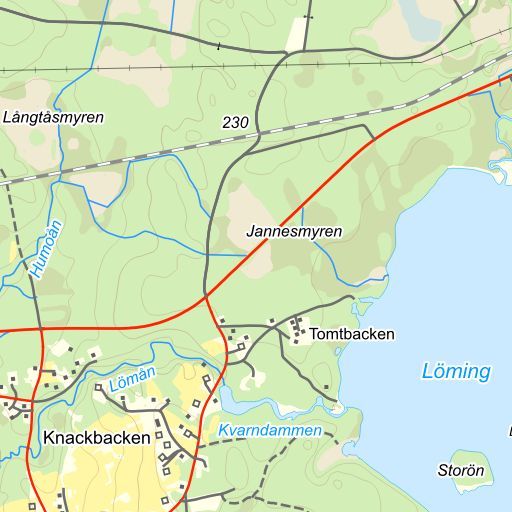 Långtåsmyren
230
Jannesmyren
Humoån
Tomtbacken
Lömån
Löming
Knackbacken
Kvarndammen
Storön